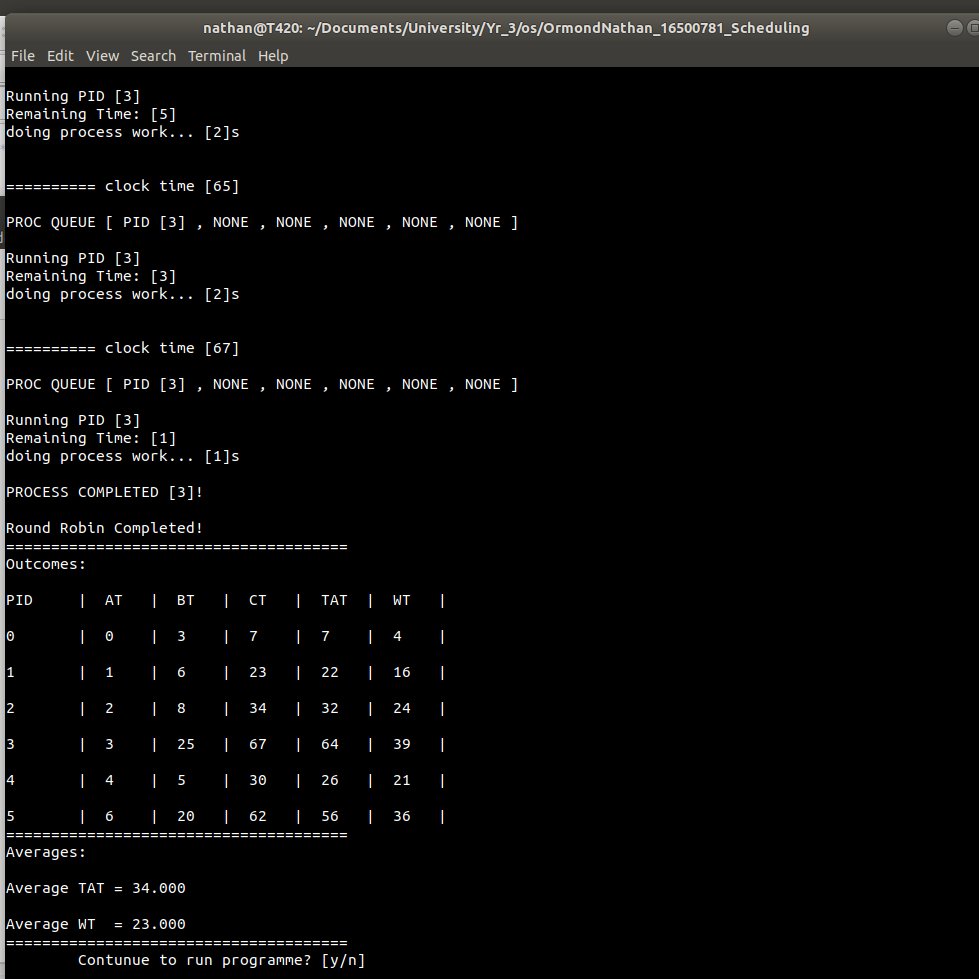 nathan@T420: ~/Documents/University/Yr_3/os/OrmondNathan_16500781_Scheduling
File Edit View Search Terminal Help
Running PID [3]
Remaining Time: [5]
doing process work... [2]s
========== clock time [65]
PROC QUEUE [ PID [3] , NONE , NONE , NONE , NONE , NONE ]
Running PID [3]
Remaining Time: [3]
doing process work... [2]s
========== clock time [67]
PROC QUEUE [ PID [3] , NONE , NONE , NONE , NONE , NONE ]
Running PID [3]
Remaining Time: [1]
doing process work... [1]s
PROCESS COMPLETED [3]!
Round Robin Completed!
======================================
Outcomes:
PID | AT | BT | CT | TAT | WT |
0 | 0 | 3 | 7 | 7 | 4 |
1 | 1 | 6 | 23 | 22 | 16 |
2 | 2 | 8 | 34 | 32 | 24 |
3 | 3 | 25 | 67 | 64 | 39 |
4 | 4 | 5 | 30 | 26 | 21 |
5 | 6 | 20 | 62 | 56 | 36 |
======================================
Averages:
Average TAT = 34.000
Average WT = 23.000
======================================
Contunue to run programme? [y/n]